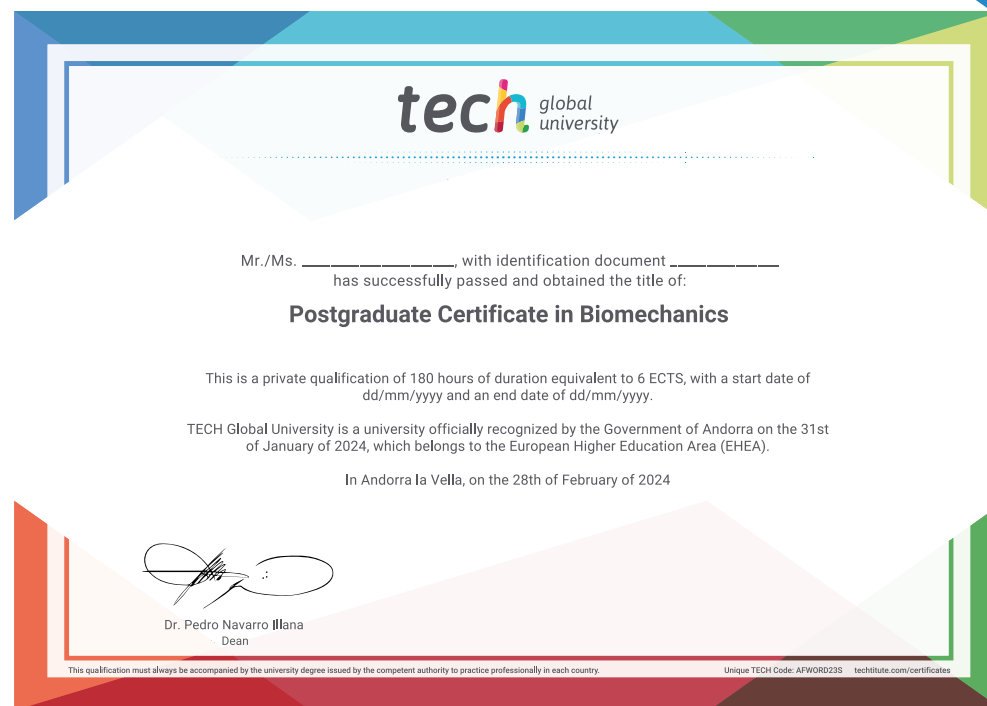 tech global university
Mr./Ms. ____________________, with identification document ______________
has successfully passed and obtained the title of:
Postgraduate Certificate in Biomechanics
This is a private qualification of 180 hours of duration equivalent to 6 ECTS, with a start date of
dd/mm/yyyy and an end date of dd/mm/yyyy.
TECH Global University is a university officially recognized by the Government of Andorra on the 31st
of January of 2024, which belongs to the European Higher Education Area (EHEA).
In Andorra la Vella, on the 28th of February of 2024
Dr. Pedro Navarro Illana
Dean
This qualification must always be accompanied by the university degree issued by the competent authority to practice professionally in each country.
Unique TECH Code: AFWORD23S techtitute.com/certificates